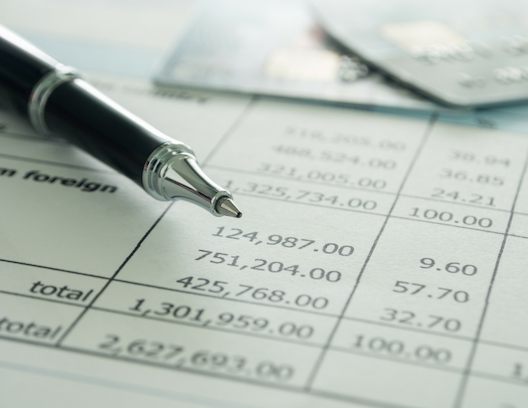 516,205.00 38.94
488,524.00 36.85
321,005.00 24.21
1,325,734.00 100.00
foreign
124,987.00 9.60
751,204.00 57.70
425,768.00 32.70
total 1,301,959.00 100.00
total 2,627,693.00